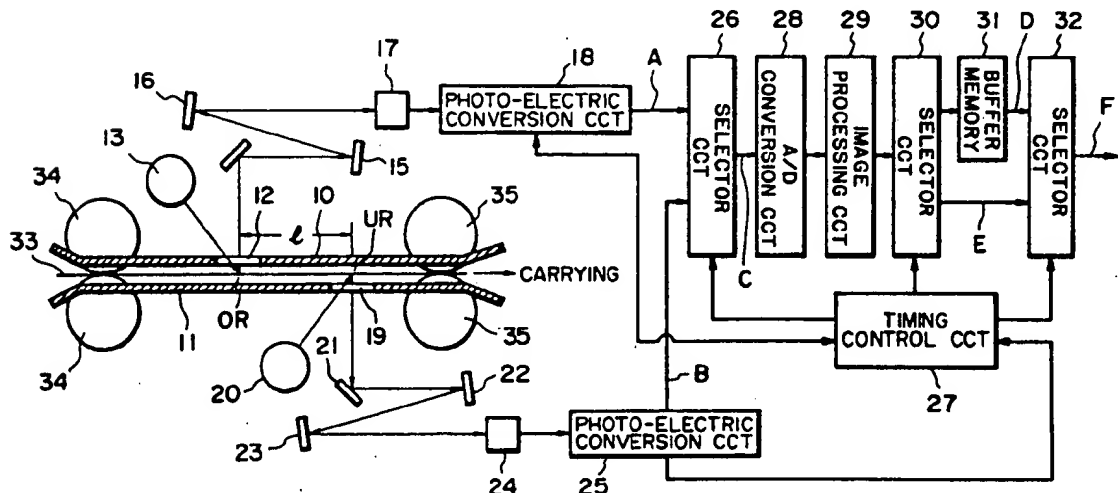 26
28
29
30
31
D
32
16
17
18
A
PHOTO-ELECTRIC
CONVERSION CCT
SELECTOR
CCT
A/D
CONVERSION CCT
IMAGE
PROCESSING CCT
SELECTOR
CCT
BUFFER
MEMORY
SELECTOR
CCT
F
13
15
C
E
34
12
10
35
ℓ
UR
33
CARRYING
OR
11
19
34
20
21
35
22
TIMING
CONTROL CCT
27
B
23
24
PHOTO-ELECTRIC
CONVERSION CCT
25